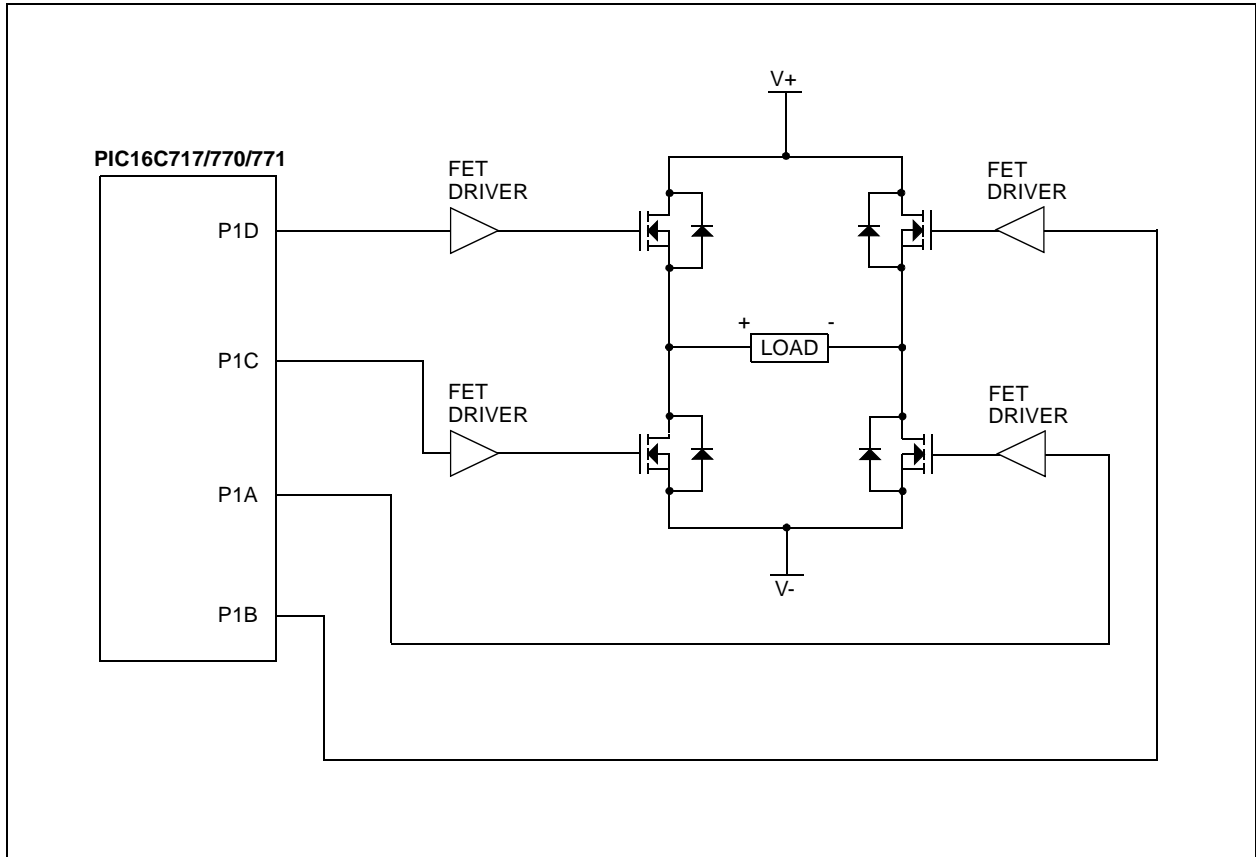 V+
PIC16C717/770/771
FET
DRIVER
FET
DRIVER
P1D
+
-
LOAD
P1C
FET
DRIVER
FET
DRIVER
P1A
V-
P1B